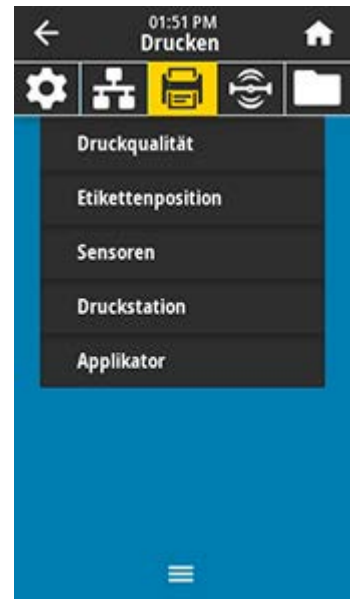 01:51 PM
Drucken
Druckqualität
Etikettenposition
Sensoren
Druckstation
Applikator